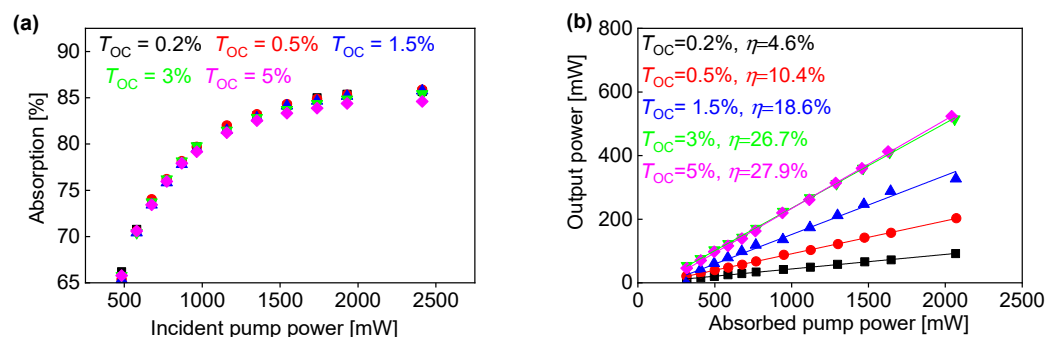 (a)
90
85
80
75
70
65
T_OC = 0.2% T_OC = 0.5% T_OC = 1.5%
T_OC = 3% T_OC = 5%
500 1000 1500 2000 2500
Absorption [%]
Incident pump power [mW]
(b)
800
600
400
200
0
T_OC=0.2%, η=4.6%
T_OC=0.5%, η=10.4%
T_OC= 1.5%, η=18.6%
T_OC=3%, η=26.7%
T_OC=5%, η=27.9%
0 500 1000 1500 2000 2500
Output power [mW]
Absorbed pump power [mW]